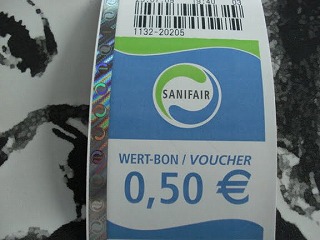 1132-20205
SANIFAIR
WERT-BON / VOUCHER
0,50 €